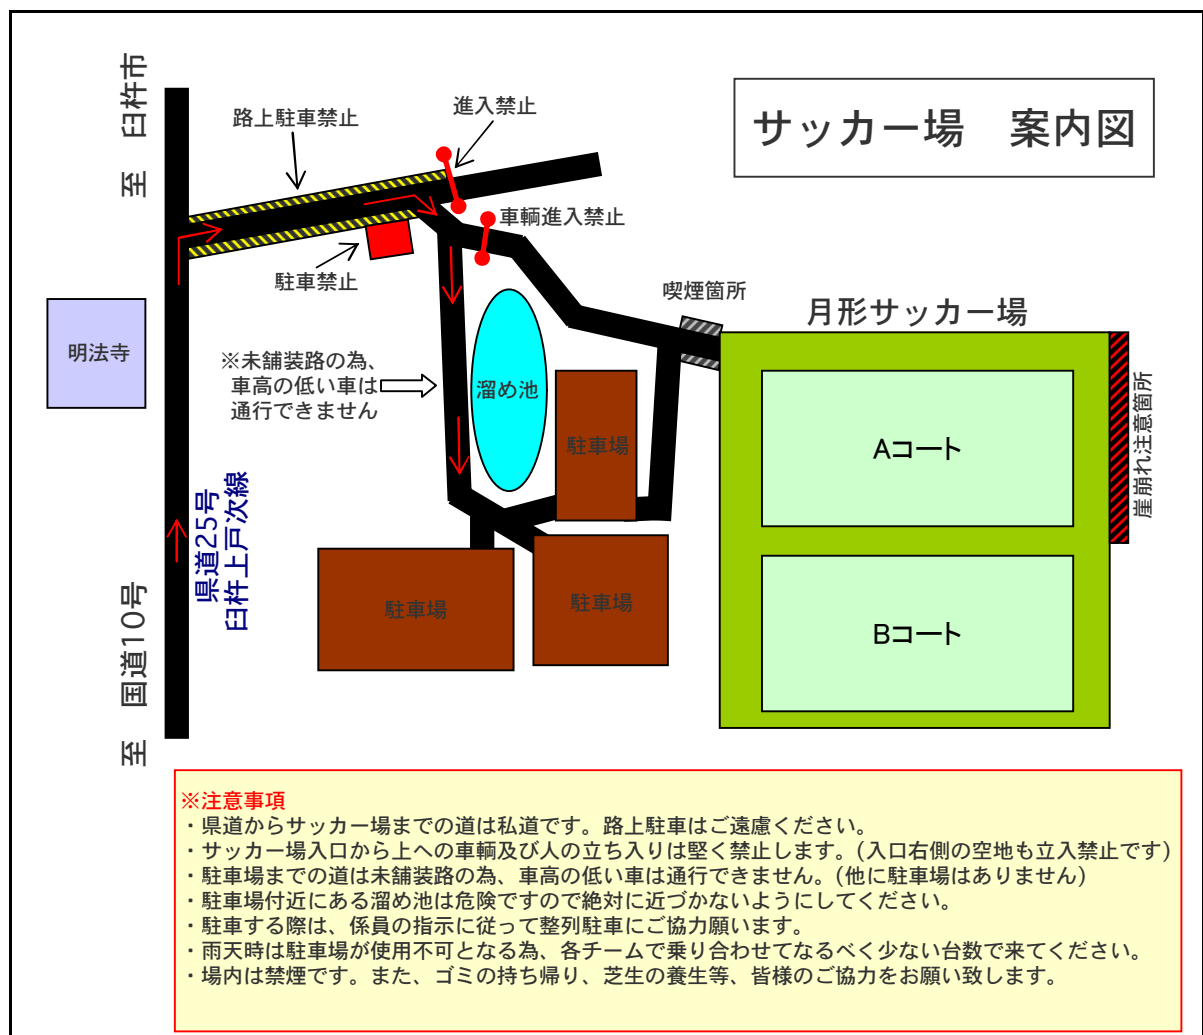 サッカー場　案内図
至　臼杵市
路上駐車禁止
進入禁止
車輌進入禁止
駐車禁止
喫煙箇所
月形サッカー場
明法寺
※未舗装路の為、
車高の低い車は
通行できません
溜め池
駐車場
Aコート
崖崩れ注意箇所
県道25号
臼杵上戸次線
駐車場
駐車場
Bコート
至　国道10号
※注意事項
・県道からサッカー場までの道は私道です。路上駐車はご遠慮ください。
・サッカー場入口から上への車輌及び人の立ち入りは堅く禁止します。(入口右側の空地も立入禁止です)
・駐車場までの道は未舗装路の為、車高の低い車は通行できません。(他に駐車場はありません)
・駐車場付近にある溜め池は危険ですので絶対に近づかないようにしてください。
・駐車する際は、係員の指示に従って整列駐車にご協力願います。
・雨天時は駐車場が使用不可となる為、各チームで乗り合わせてなるべく少ない台数で来てください。
・場内は禁煙です。また、ゴミの持ち帰り、芝生の養生等、皆様のご協力をお願い致します。